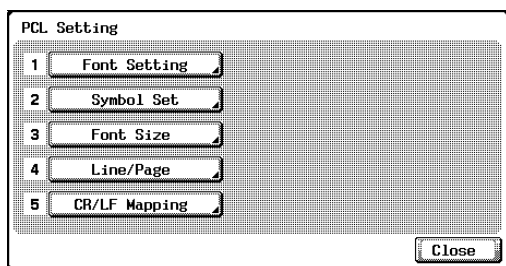 PCL Setting
1 Font Setting
2 Symbol Set
3 Font Size
4 Line/Page
5 CR/LF Mapping
Close